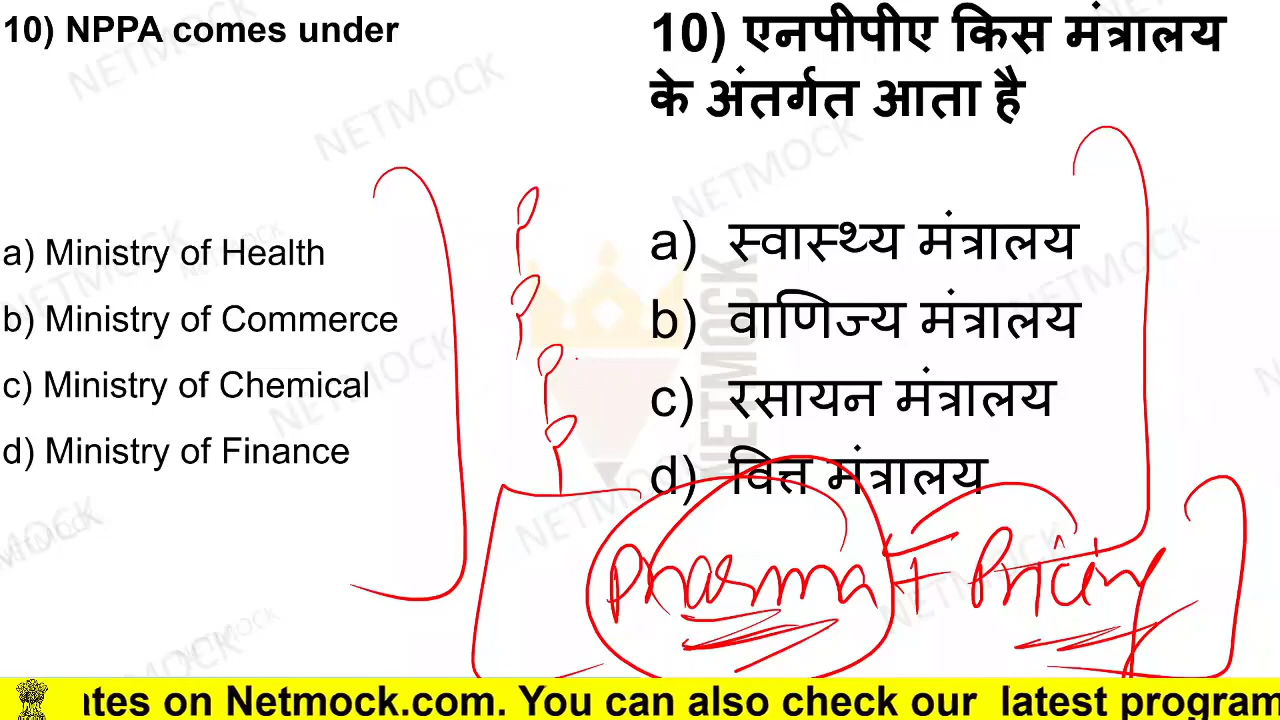 10) NPPA comes under
a) Ministry of Health
b) Ministry of Commerce
c) Ministry of Chemical
d) Ministry of Finance
10) एनपीपीए किस मंत्रालय
के अंतर्गत आता है
a) स्वास्थ्य मंत्रालय
b) वाणिज्य मंत्रालय
c) रसायन मंत्रालय
d) वित्त मंत्रालय
Pharma + Pricing
NETMOCK
ates on Netmock.com. You can also check our latest program